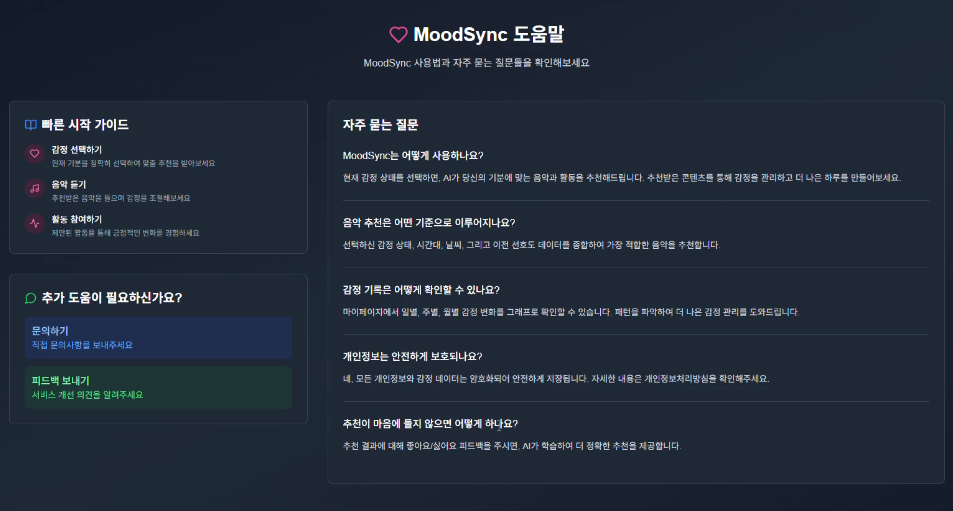 MoodSync 도움말
MoodSync 사용법과 자주 묻는 질문들을 확인해보세요
빠른 시작 가이드
감정 선택하기
현재 기분을 정확히 선택하여 맞춤 추천을 받아보세요
음악 듣기
추천받은 음악을 들으며 감정을 조절해보세요
활동 참여하기
제안된 활동을 통해 긍정적인 변화를 경험하세요
추가 도움이 필요하신가요?
문의하기
직접 문의사항을 보내주세요
피드백 보내기
서비스 개선 의견을 알려주세요
자주 묻는 질문
MoodSync는 어떻게 사용하나요?
현재 감정 상태를 선택하면, AI가 당신의 기분에 맞는 음악과 활동을 추천해드립니다. 추천받은 콘텐츠를 통해 감정을 관리하고 더 나은 하루를 만들어보세요.
음악 추천은 어떤 기준으로 이루어지나요?
선택하신 감정 상태, 시간대, 날씨, 그리고 이전 선호도 데이터를 종합하여 가장 적합한 음악을 추천합니다.
감정 기록은 어떻게 확인할 수 있나요?
마이페이지에서 일별, 주별, 월별 감정 변화를 그래프로 확인할 수 있습니다. 패턴을 파악하여 더 나은 감정 관리를 도와드립니다.
개인정보는 안전하게 보호되나요?
네, 모든 개인정보와 감정 데이터는 암호화되어 안전하게 저장됩니다. 자세한 내용은 개인정보처리방침을 확인해주세요.
추천이 마음에 들지 않으면 어떻게 하나요?
추천 결과에 대해 좋아요/싫어요 피드백을 주시면, AI가 학습하여 더 정확한 추천을 제공합니다.